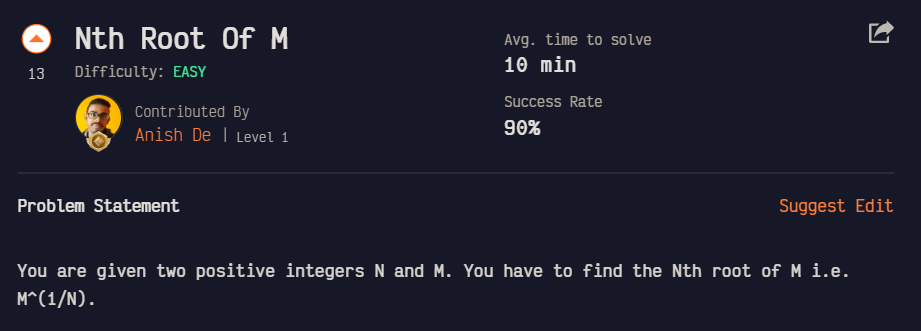 Nth Root Of M
13
Difficulty: EASY
Contributed By
Anish De | Level 1
Avg. time to solve
10 min
Success Rate
90%
Problem Statement
Suggest Edit
You are given two positive integers N and M. You have to find the Nth root of M i.e.
M^(1/N).